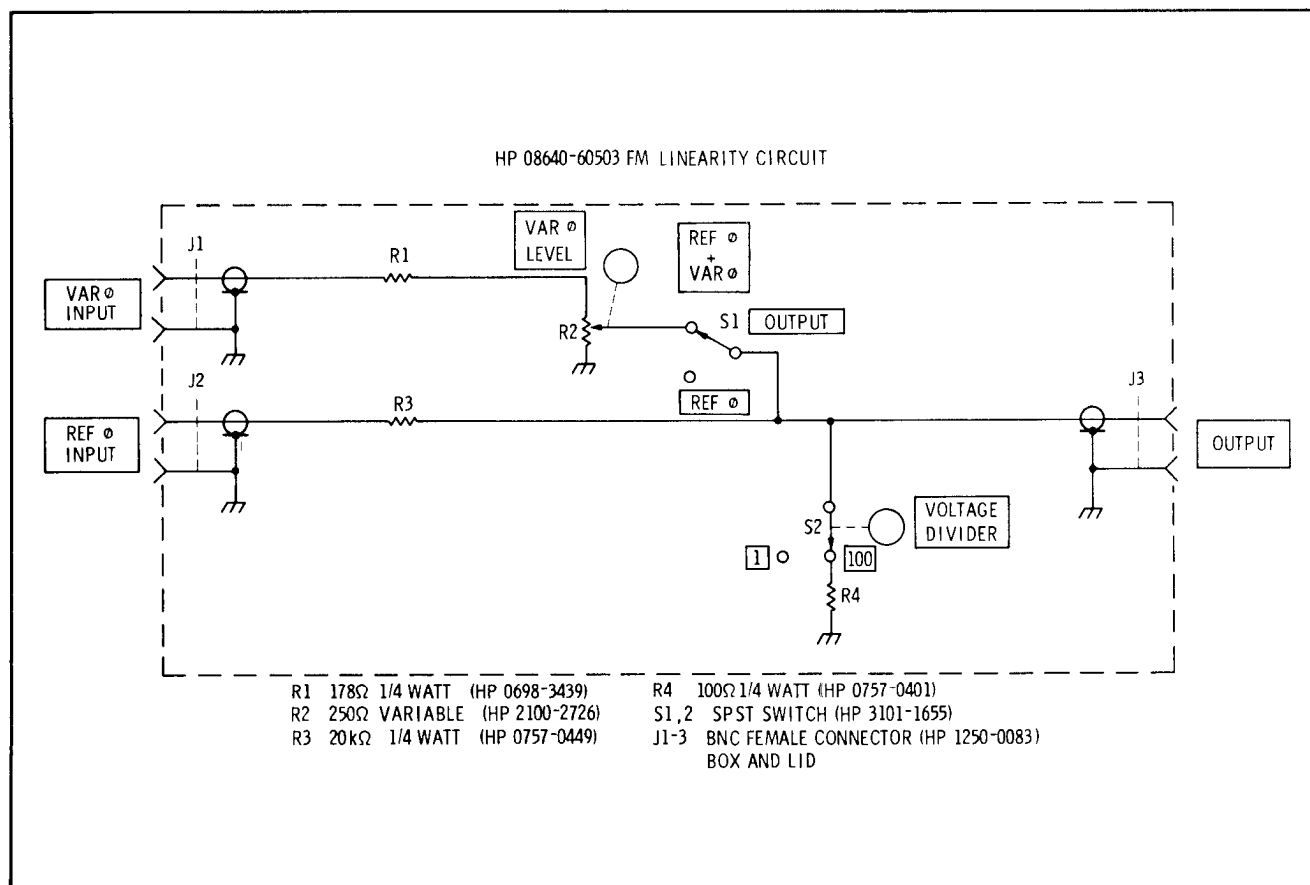 HP 08640-60503 FM LINEARITY CIRCUIT
VAR Ø
LEVEL
REF Ø
+
VAR Ø
J1
R1
VAR Ø
INPUT
R2
S1
OUTPUT
J2
REF Ø
J3
R3
REF Ø
INPUT
OUTPUT
S2
VOLTAGE
DIVIDER
1
100
R4
R1 178Ω 1/4 WATT (HP 0698-3439)
R2 250Ω VARIABLE (HP 2100-2726)
R3 20kΩ 1/4 WATT (HP 0757-0449)
R4 100Ω 1/4 WATT (HP 0757-0401)
S1,2 SPST SWITCH (HP 3101-1655)
J1-3 BNC FEMALE CONNECTOR (HP 1250-0083)
BOX AND LID